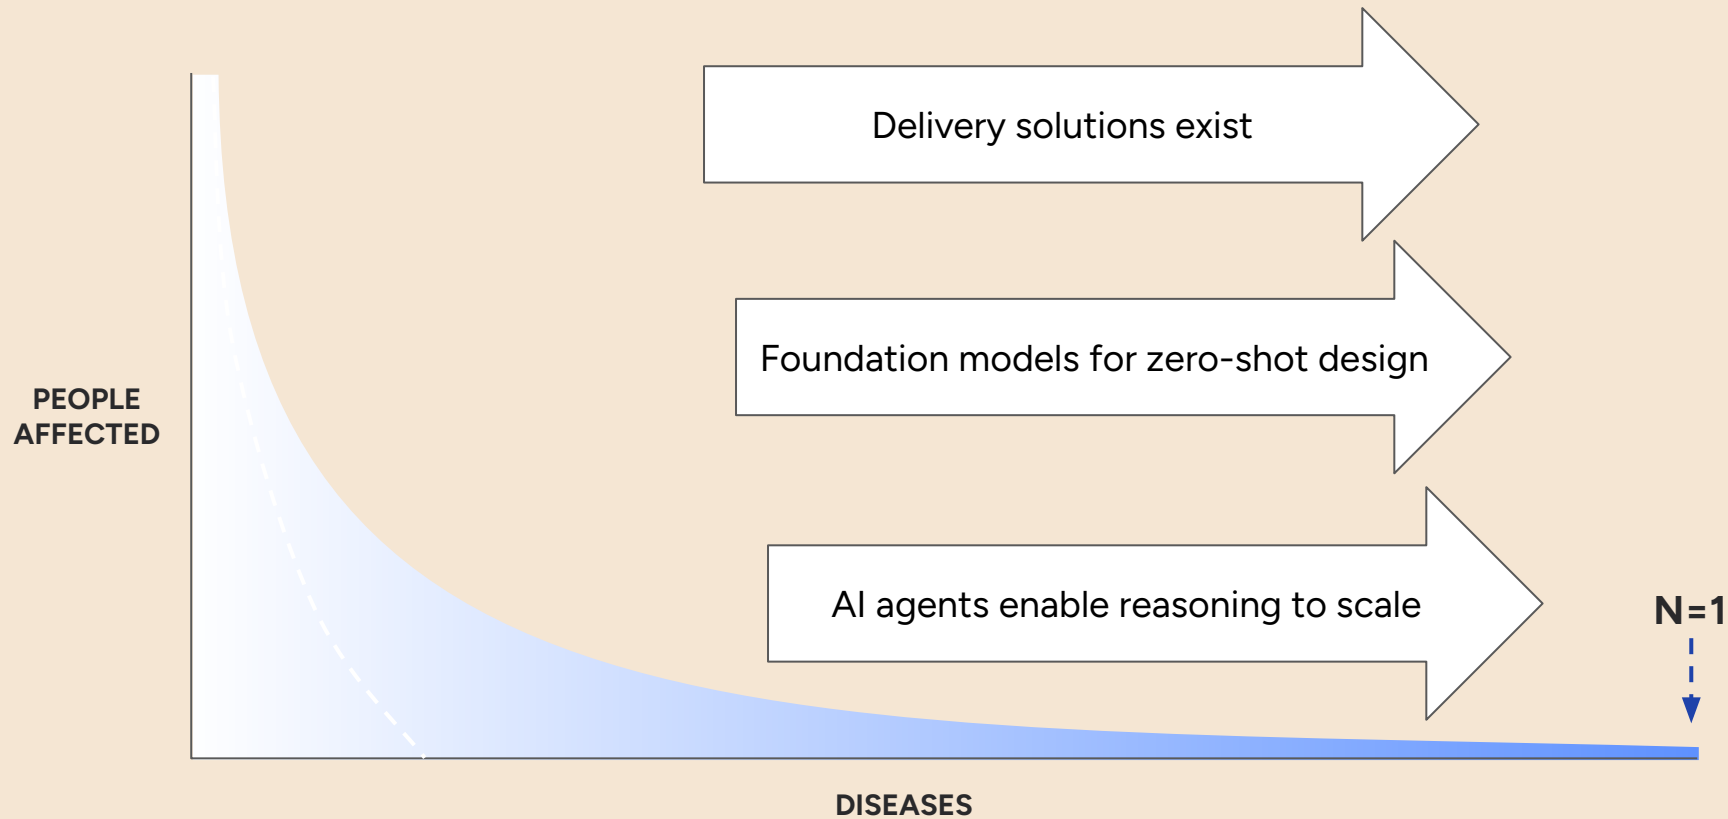 Delivery solutions exist
Foundation models for zero-shot design
PEOPLE
AFFECTED
AI agents enable reasoning to scale
N=1
DISEASES